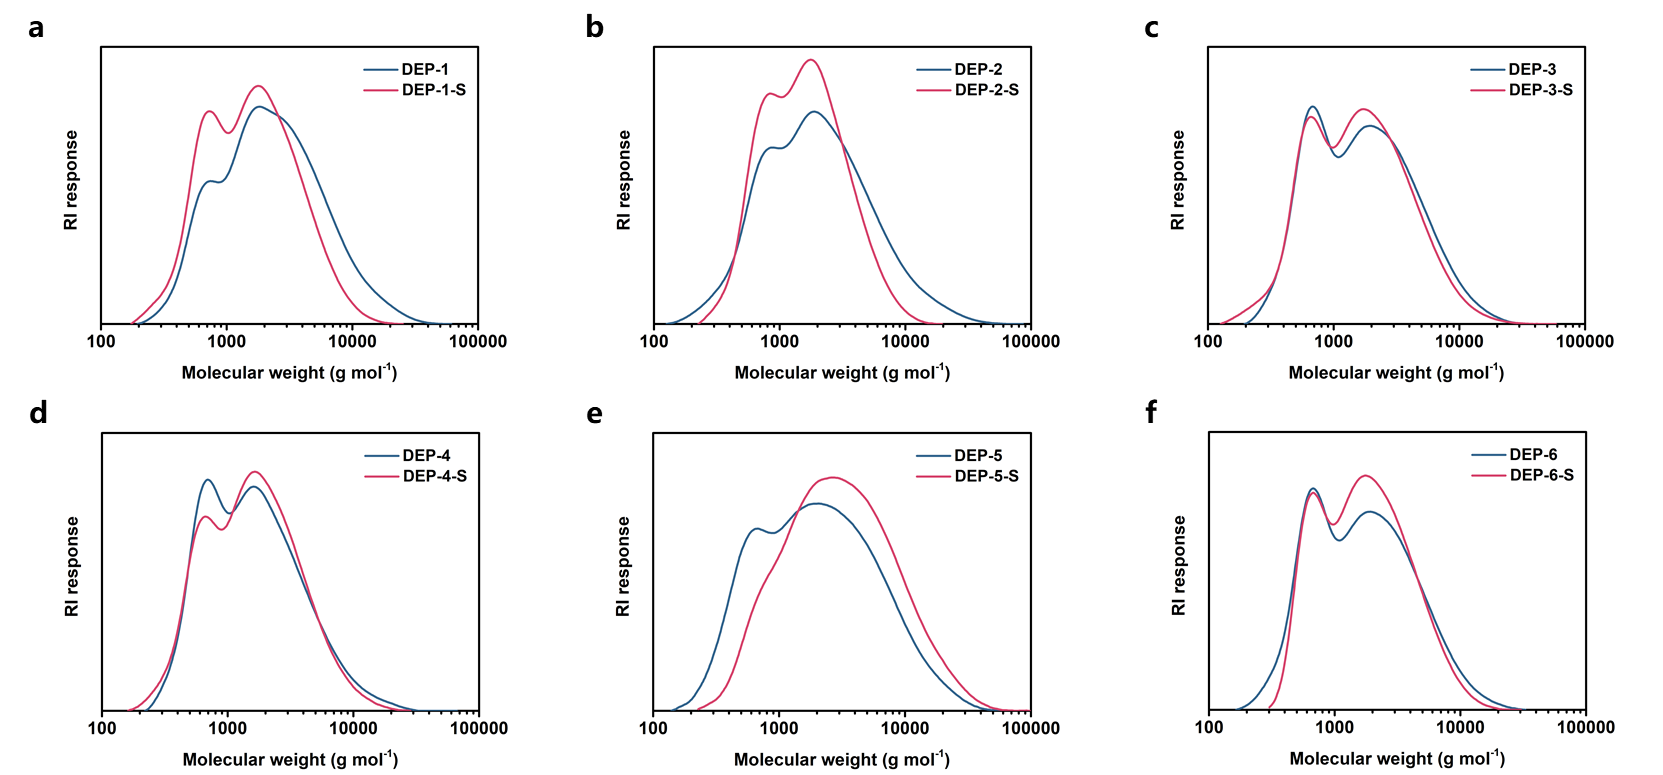 a
DEP-1
DEP-1-S
RI response
100 1000 10000 100000
Molecular weight (g mol-1)
b
DEP-2
DEP-2-S
RI response
100 1000 10000 100000
Molecular weight (g mol-1)
c
DEP-3
DEP-3-S
RI response
100 1000 10000 100000
Molecular weight (g mol-1)
d
DEP-4
DEP-4-S
RI response
100 1000 10000 100000
Molecular weight (g mol-1)
e
DEP-5
DEP-5-S
RI response
100 1000 10000 100000
Molecular weight (g mol-1)
f
DEP-6
DEP-6-S
RI response
100 1000 10000 100000
Molecular weight (g mol-1)